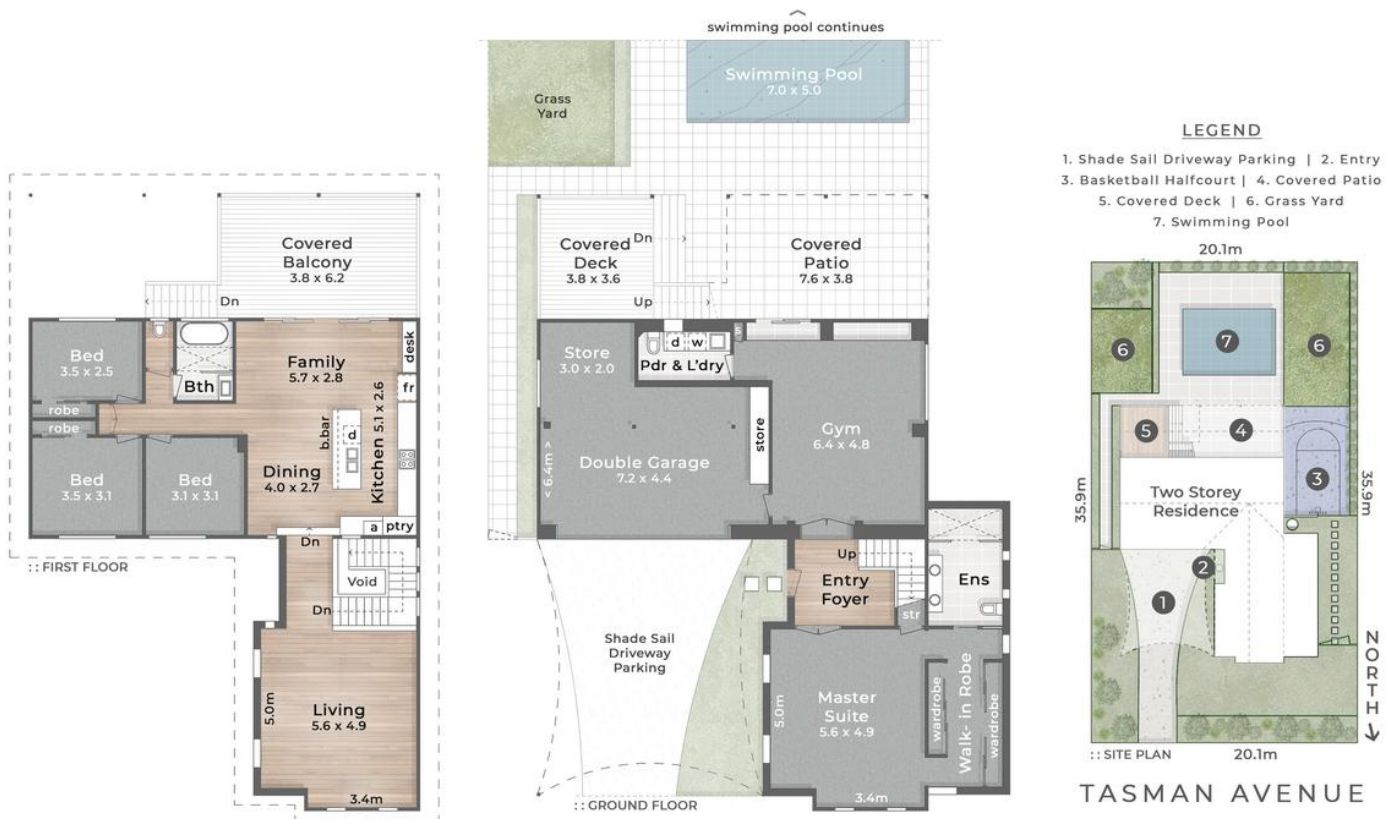 Covered
Balcony
3.8 x 6.2
Dn
Bed
3.5 x 2.5
robe
robe
Bth
Family
5.7 x 2.8
desk
fr
Kitchen 5.1 x 2.6
b.bar
d
Dining
4.0 x 2.7
Bed
3.5 x 3.1
Bed
3.1 x 3.1
a
ptry
Dn
Void
Dn
:: FIRST FLOOR
5.0m
Living
5.6 x 4.9
3.4m
swimming pool continues
Swimming Pool
7.0 x 5.0
Grass
Yard
Covered
Deck
3.8 x 3.6
Dn
Up
Covered
Patio
7.6 x 3.8
Store
3.0 x 2.0
d
w
s
Pdr & L'dry
store
Gym
6.4 x 4.8
< 6.4m >
Double Garage
7.2 x 4.4
Up
Entry
Foyer
str
Ens
Shade Sail
Driveway
Parking
5.0m
Master
Suite
5.6 x 4.9
wardrobe
Walk- in Robe
wardrobe
3.4m
:: GROUND FLOOR
LEGEND
1. Shade Sail Driveway Parking | 2. Entry
3. Basketball Halfcourt | 4. Covered Patio
5. Covered Deck | 6. Grass Yard
7. Swimming Pool
20.1m
6
7
6
5
4
3
35.9m
Two Storey
Residence
35.9m
2
1
NORTH
:: SITE PLAN
20.1m
TASMAN AVENUE